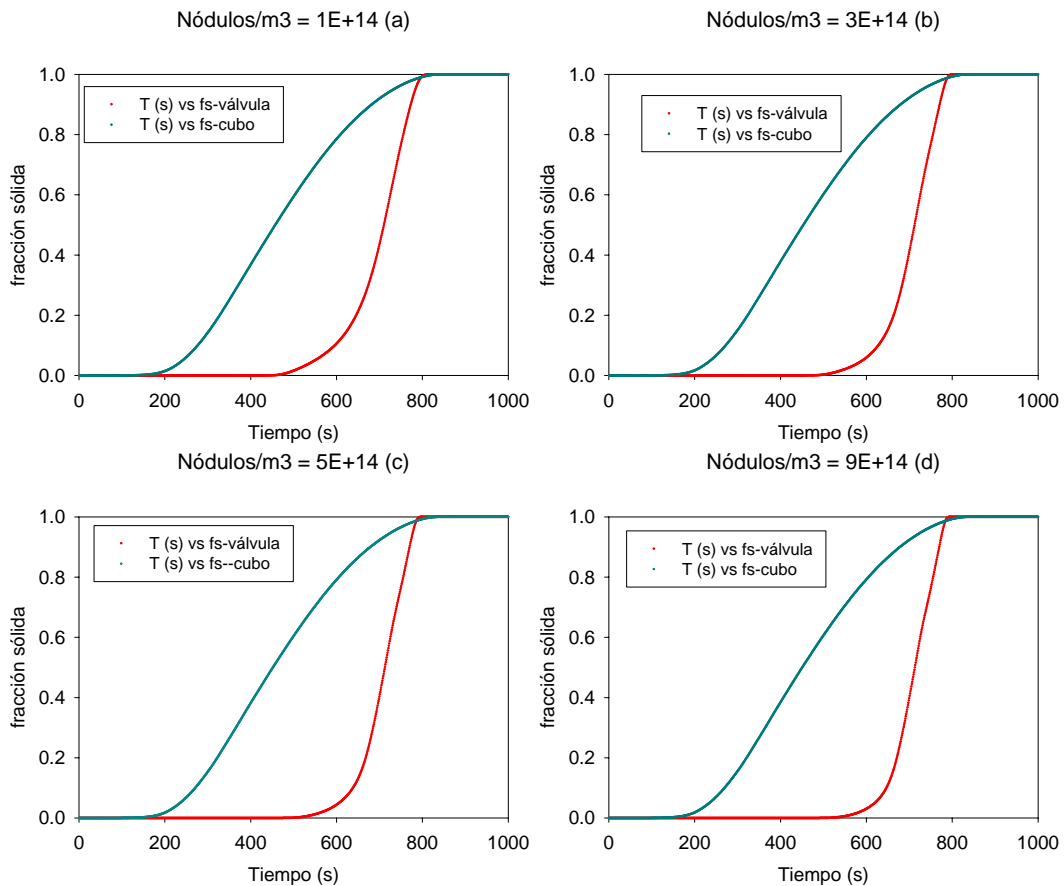 Nódulos/m3 = 1E+14 (a)
1.0
0.8
0.6
0.4
0.2
0.0
fracción sólida
T (s) vs fs-válvula
T (s) vs fs-cubo
0 200 400 600 800 1000
Tiempo (s)
Nódulos/m3 = 3E+14 (b)
1.0
0.8
0.6
0.4
0.2
0.0
fracción sólida
T (s) vs fs-válvula
T (s) vs fs-cubo
0 200 400 600 800 1000
Tiempo (s)
Nódulos/m3 = 5E+14 (c)
1.0
0.8
0.6
0.4
0.2
0.0
fracción sólida
T (s) vs fs-válvula
T (s) vs fs--cubo
0 200 400 600 800 1000
Tiempo (s)
Nódulos/m3 = 9E+14 (d)
1.0
0.8
0.6
0.4
0.2
0.0
fracción sólida
T (s) vs fs-válvula
T (s) vs fs-cubo
0 200 400 600 800 1000
Tiempo (s)